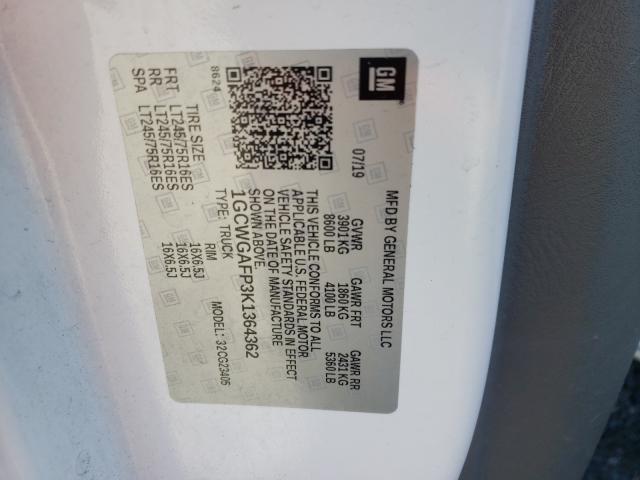 GM
MFD BY GENERAL MOTORS LLC
07/19 GVWR GAWR FRT GAWR RR
3901 KG 1860 KG 2431 KG
8600 LB 4100 LB 5360 LB
THIS VEHICLE CONFORMS TO ALL
APPLICABLE U.S. FEDERAL MOTOR
VEHICLE SAFETY STANDARDS IN EFFECT
ON THE DATE OF MANUFACTURE
SHOWN ABOVE.
1GCWGAFP3K1364362
8624 TYPE: TRUCK MODEL: 32CG23405
TIRE SIZE RIM
FRT LT245/75R16ES 16X6.5J
RR LT245/75R16ES 16X6.5J
SPA LT245/75R16ES 16X6.5J